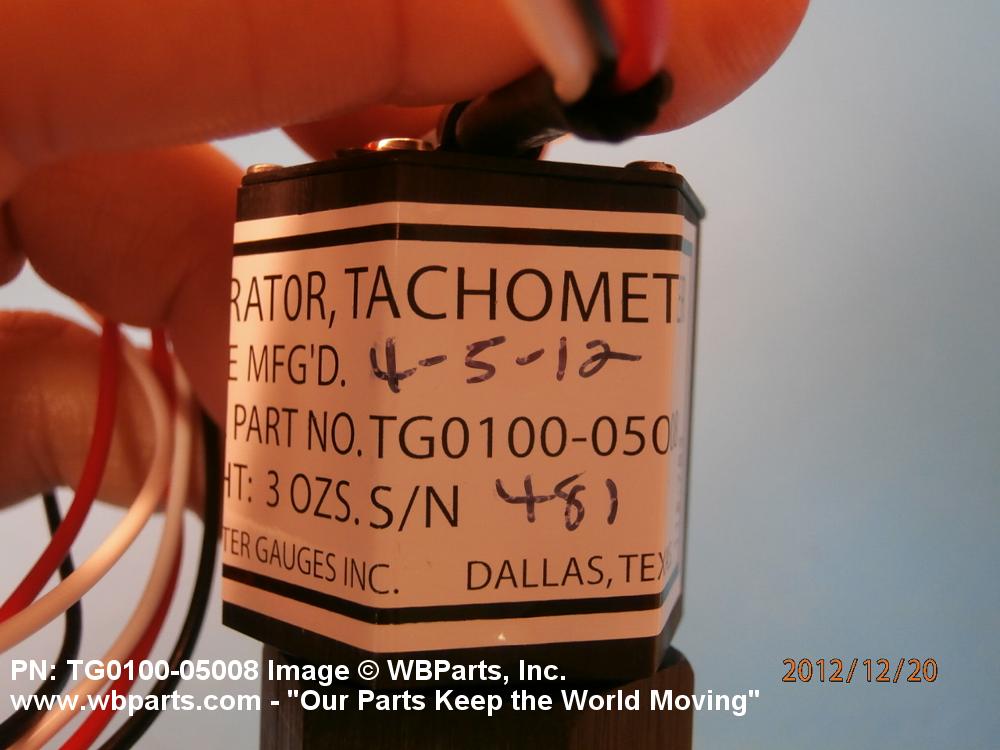 RATOR, TACHOMET
E MFG'D. 4-5-12
PART NO. TG0100-050
HT: 3 OZS. S/N 481
TER GAUGES INC. DALLAS, TEX
PN: TG0100-05008 Image © WBParts, Inc.
www.wbparts.com - "Our Parts Keep the World Moving"
2012/12/20